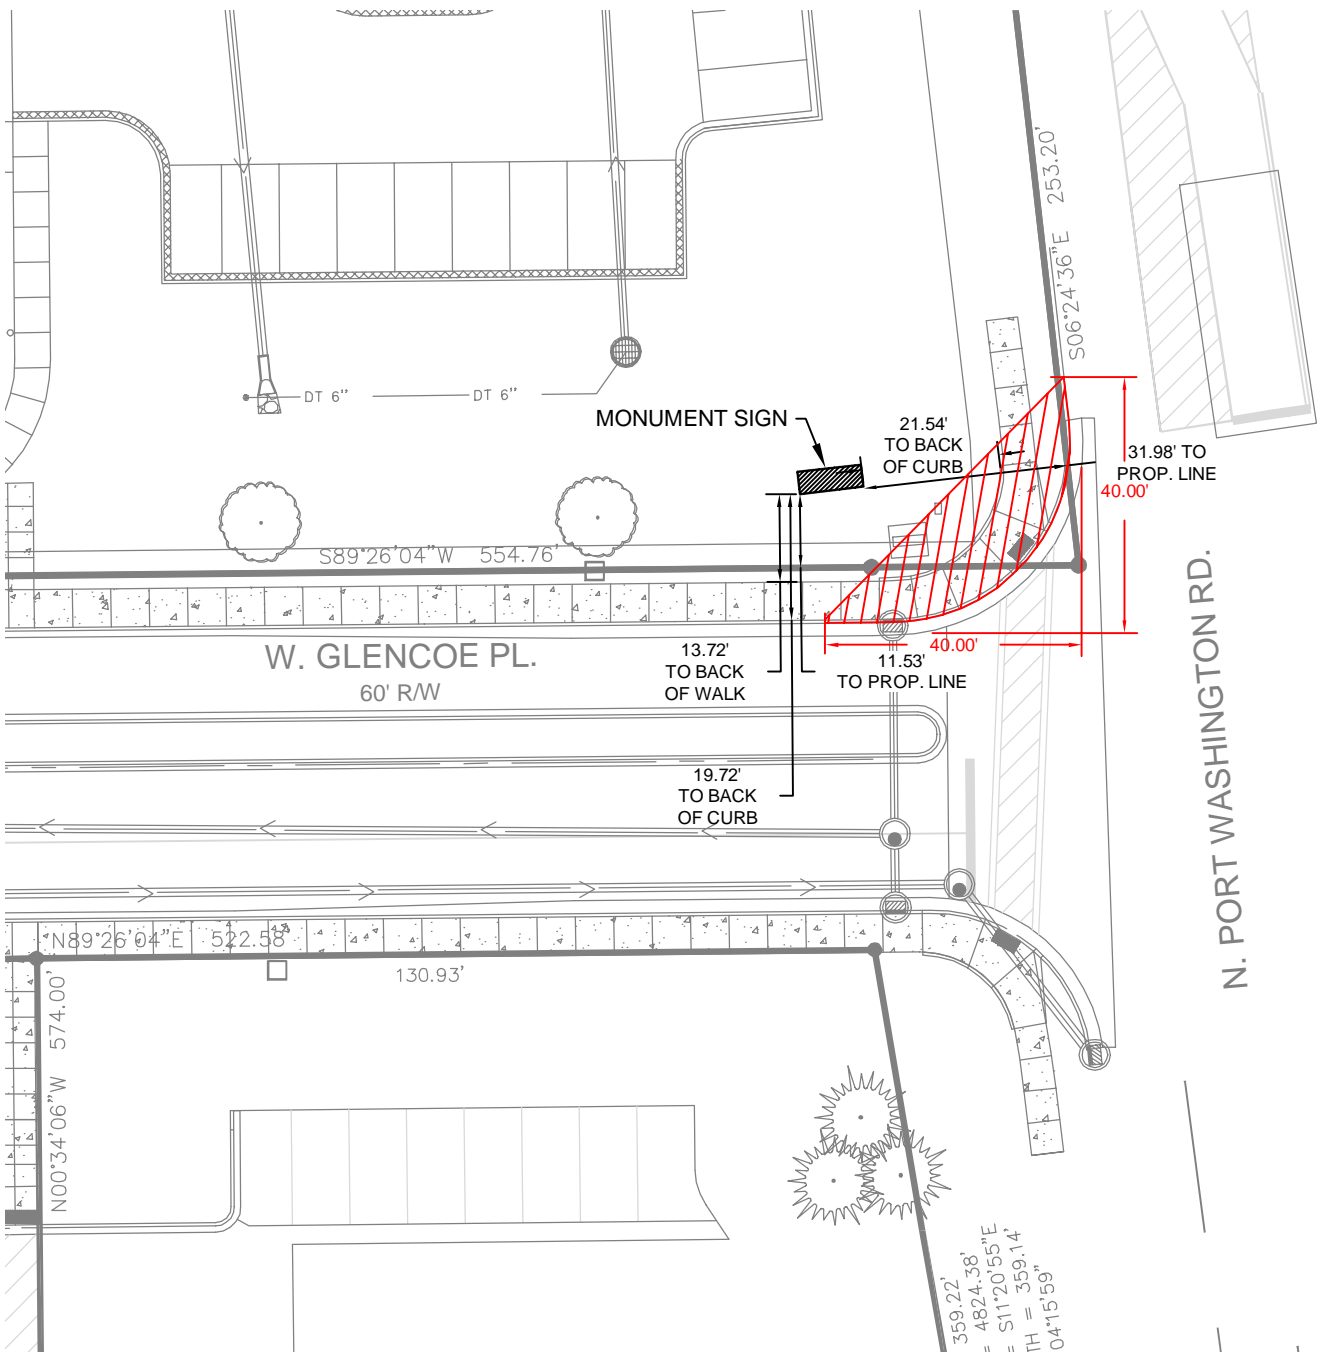 253.20'
S06°24'36"E
DT 6"
DT 6"
MONUMENT SIGN
21.54'
TO BACK
OF CURB
31.98' TO
PROP. LINE
40.00'
S89°26'04"W 554.76'
W. GLENCOE PL.
60' R/W
13.72'
TO BACK
OF WALK
11.53'
TO PROP. LINE
40.00'
19.72'
TO BACK
OF CURB
N. PORT WASHINGTON RD.
N89°26'04"E 522.58'
130.93'
N00°34'06"W 574.00'
359.22'
= 4824.38'
= S11°20'55"E
TH = 359.14'
04°15'59"